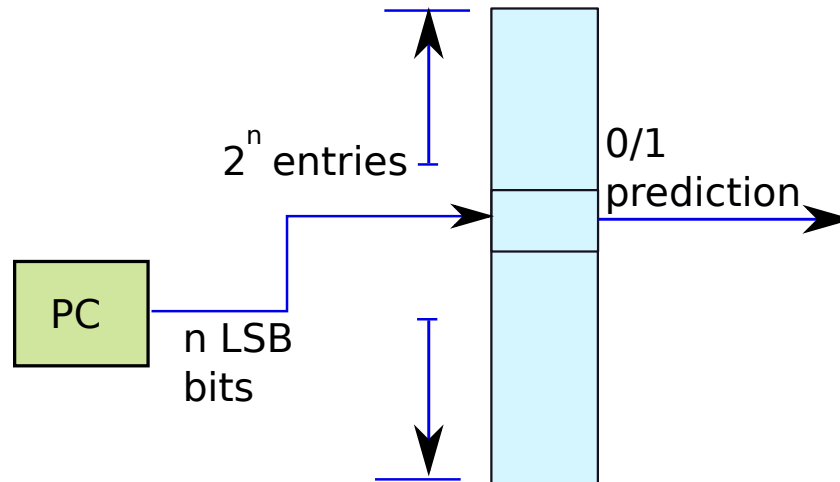 2ⁿ entries
0/1
prediction
PC
n LSB
bits